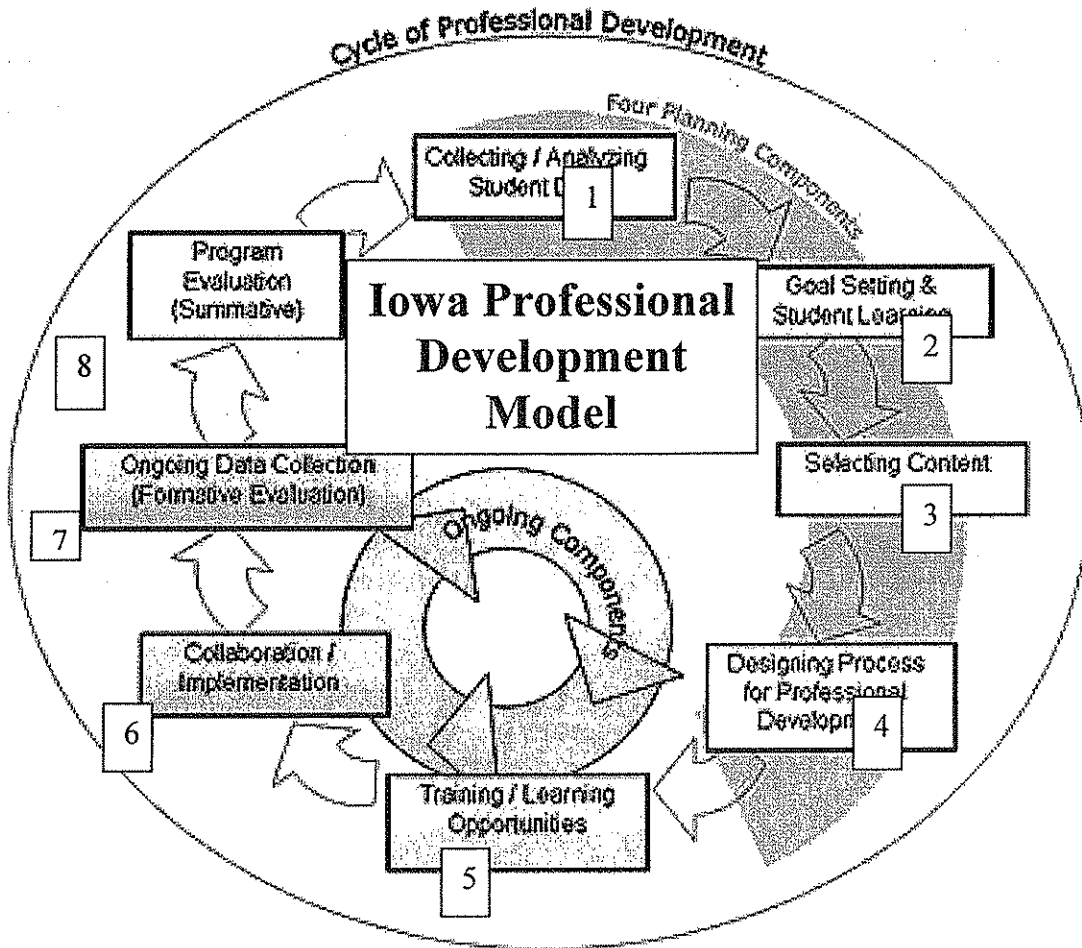 Cycle of Professional Development
Four Planning Components
Collecting / Analyzing
Student D
1
Goal Setting &
Student Learning
2
Selecting Content
3
Designing Process
for Professional
Developm
4
Training / Learning
Opportunities
5
Collaboration /
Implementation
6
Ongoing Data Collection
(Formative Evaluation)
7
Program
Evaluation
(Summative)
8
Iowa Professional
Development
Model
Ongoing Components